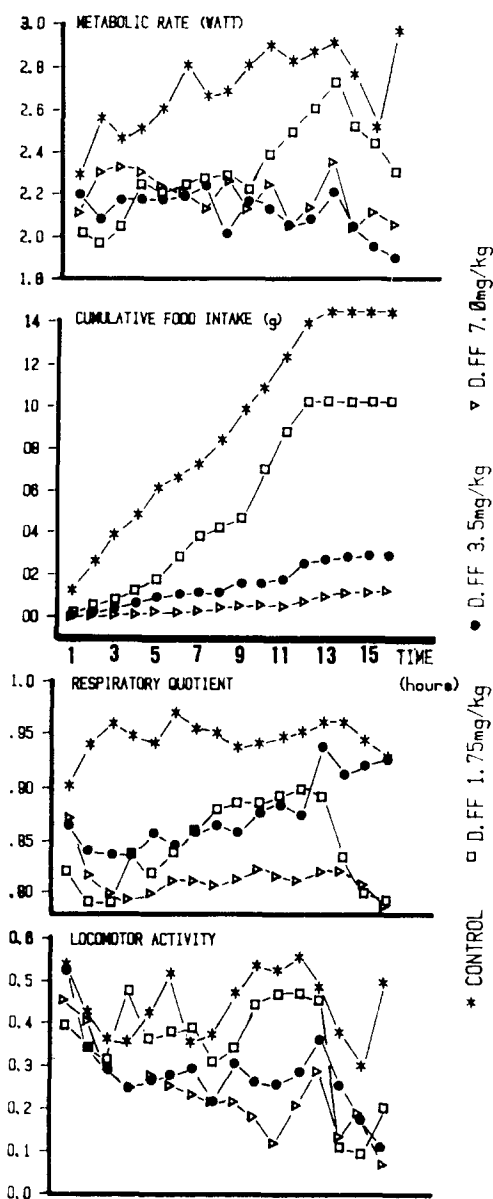 METABOLIC RATE (WATT)
3.0
2.8
2.6
2.4
2.2
2.0
1.8
CUMULATIVE FOOD INTAKE (g)
14
12
10
08
06
04
02
00
1 3 5 7 9 11 13 15 TIME
(hours)
RESPIRATORY QUOTIENT
1.0
.95
.90
.85
.80
LOCOMOTOR ACTIVITY
0.6
0.5
0.4
0.3
0.2
0.1
0.0
* CONTROL
□ D.FF 1.75mg/kg
● D.FF 3.5mg/kg
▽ D.FF 7.0mg/kg